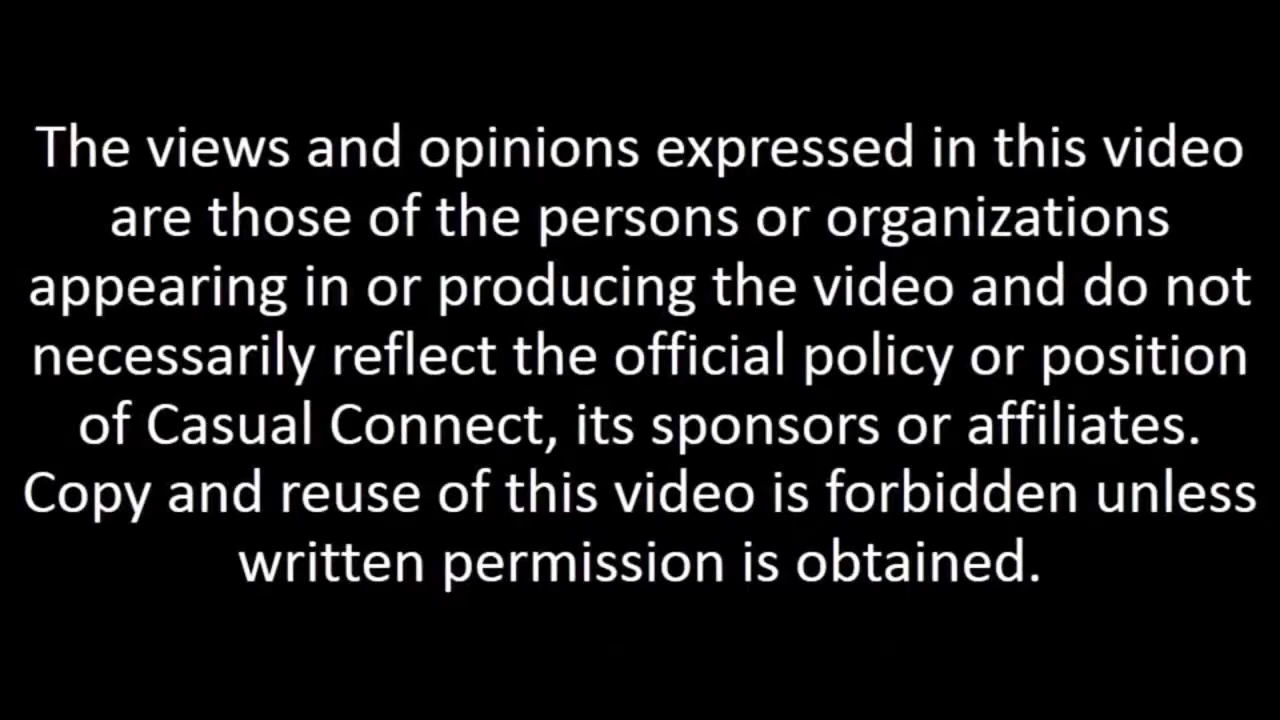 The views and opinions expressed in this video
are those of the persons or organizations
appearing in or producing the video and do not
necessarily reflect the official policy or position
of Casual Connect, its sponsors or affiliates.
Copy and reuse of this video is forbidden unless
written permission is obtained.